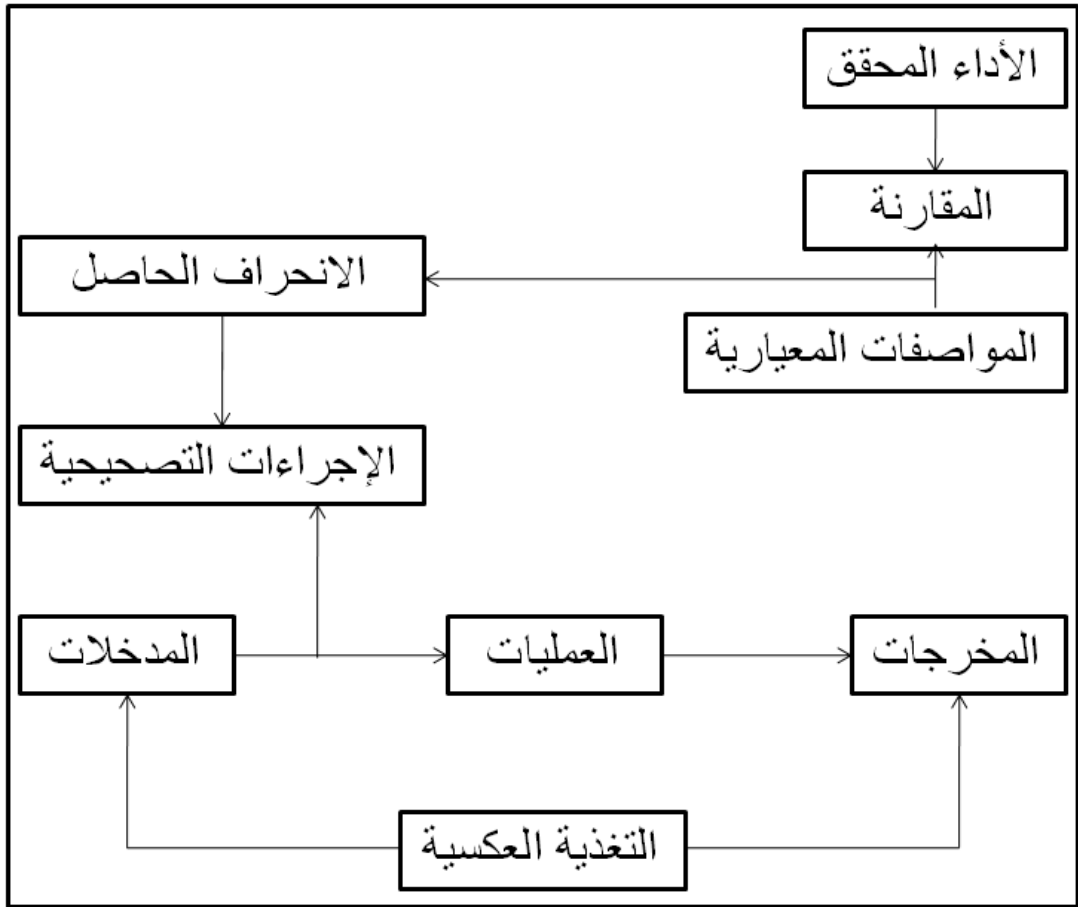 الأداء المحقق
المقارنة
الانحراف الحاصل
المواصفات المعيارية
الإجراءات التصحيحية
المدخلات
العمليات
المخرجات
التغذية العكسية